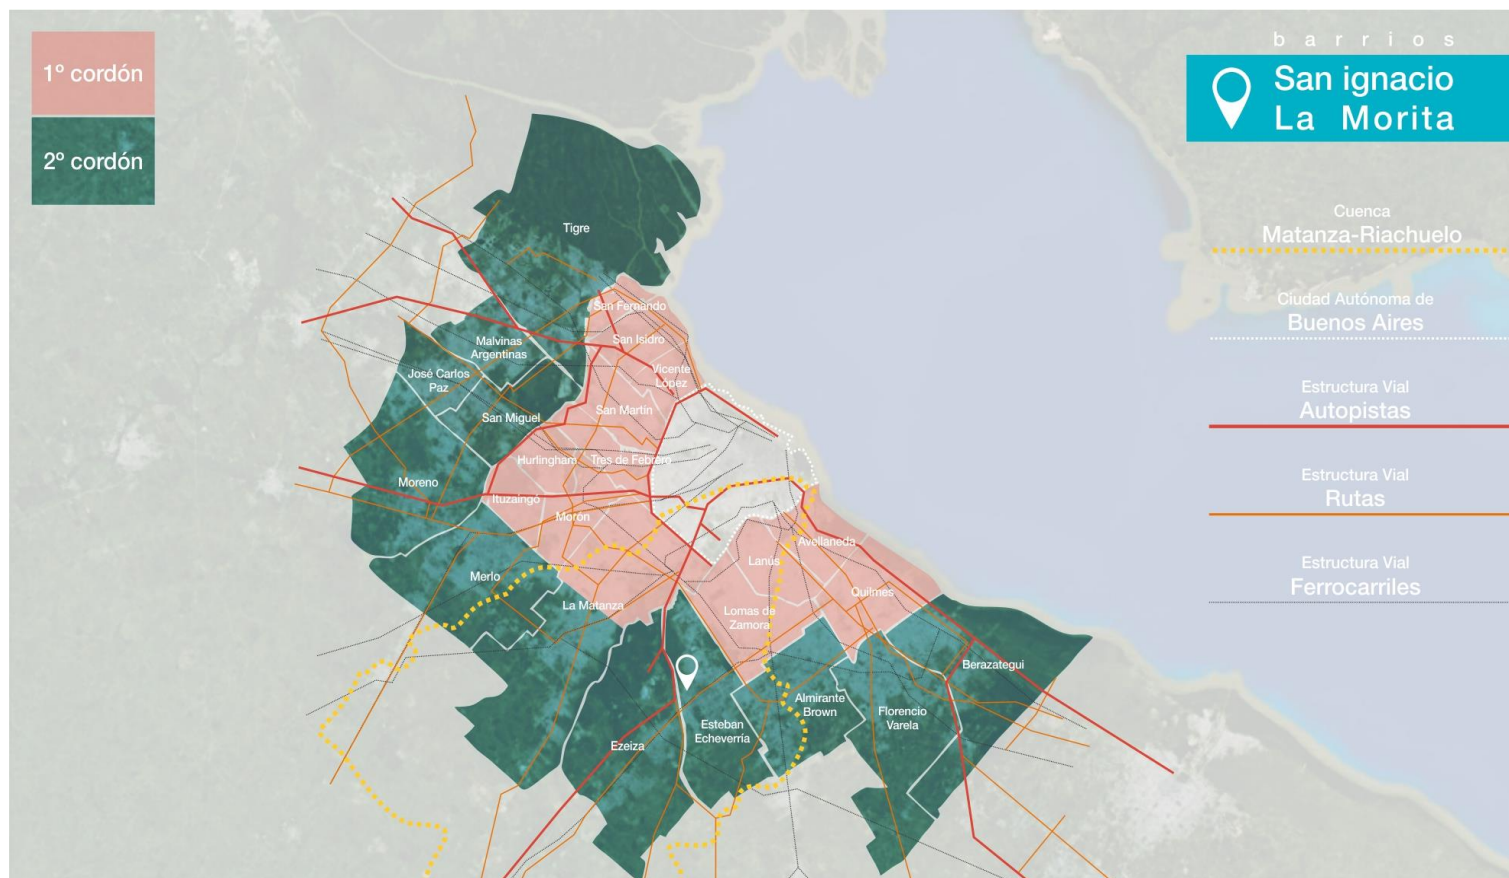 1º cordón
2º cordón
barrios
San ignacio
La Morita
Cuenca
Matanza-Riachuelo
Ciudad Autónoma de
Buenos Aires
Estructura Vial
Autopistas
Estructura Vial
Rutas
Estructura Vial
Ferrocarriles
Tigre
San Fernando
San Isidro
Malvinas
Argentinas
Vicente
López
José Carlos
Paz
San Miguel
San Martín
Hurlingham
Tres de Febrero
Moreno
Ituzaingó
Morón
Avellaneda
Lanús
Merlo
Quilmes
La Matanza
Lomas de
Zamora
Berazategui
Almirante
Brown
Florencio
Varela
Esteban
Echeverría
Ezeiza